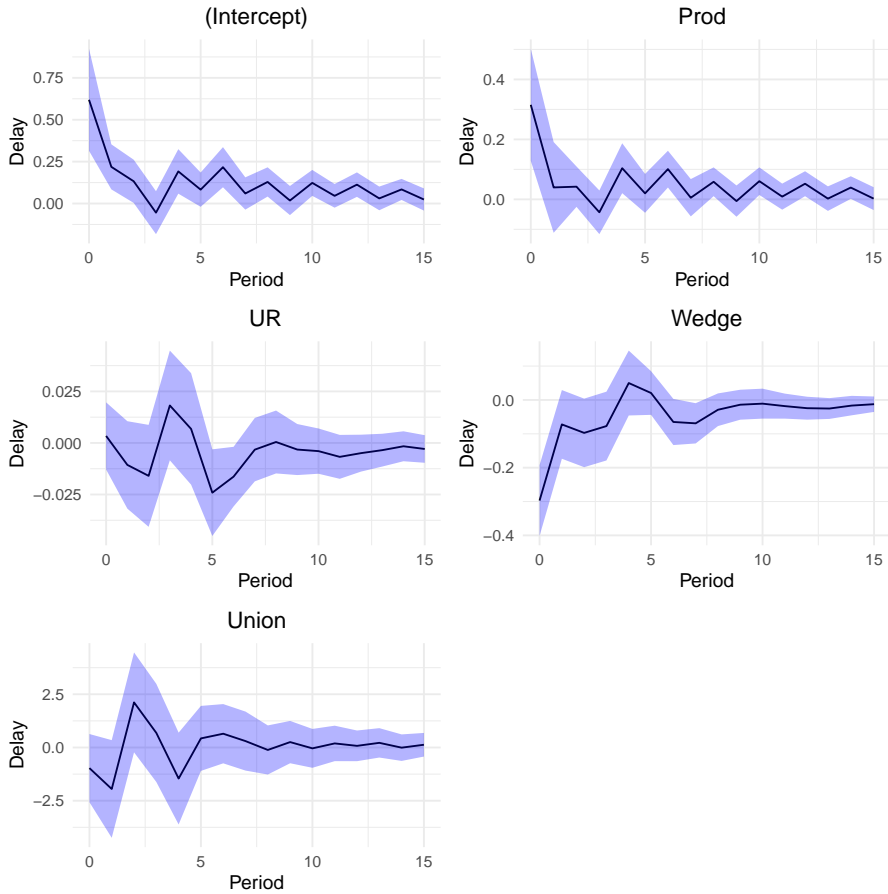 (Intercept)
Delay
0.75
0.50
0.25
0.00
0 5 10 15
Period
Prod
Delay
0.4
0.2
0.0
0 5 10 15
Period
UR
Delay
0.025
0.000
−0.025
0 5 10 15
Period
Wedge
Delay
0.0
−0.2
−0.4
0 5 10 15
Period
Union
Delay
2.5
0.0
−2.5
0 5 10 15
Period